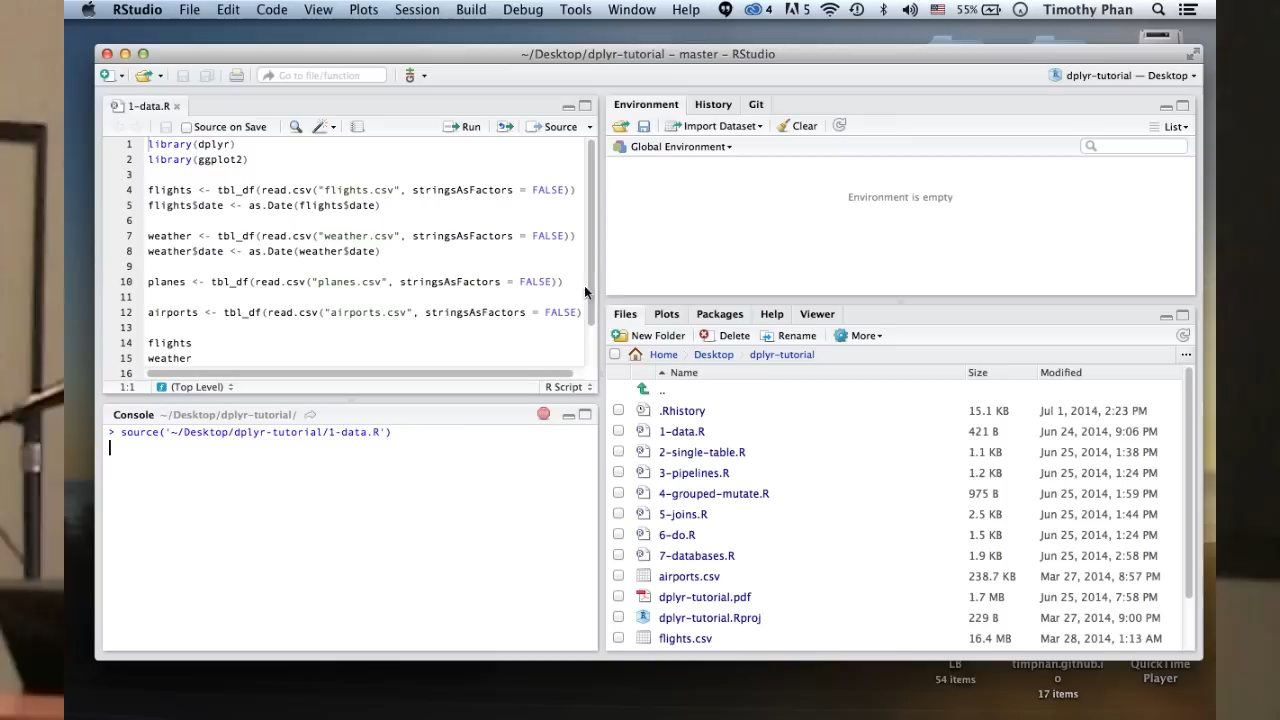 RStudio File Edit Code View Plots Session Build Debug Tools Window Help 4 5 55% Timothy Phan
~/Desktop/dplyr-tutorial – master – RStudio
Go to file/function
dplyr-tutorial — Desktop
1-data.R
Source on Save Run Source
1 library(dplyr)
2 library(ggplot2)
3
4 flights <- tbl_df(read.csv("flights.csv", stringsAsFactors = FALSE))
5 flights$date <- as.Date(flights$date)
6
7 weather <- tbl_df(read.csv("weather.csv", stringsAsFactors = FALSE))
8 weather$date <- as.Date(weather$date)
9
10 planes <- tbl_df(read.csv("planes.csv", stringsAsFactors = FALSE))
11
12 airports <- tbl_df(read.csv("airports.csv", stringsAsFactors = FALSE)
13
14 flights
15 weather
16
1:1 (Top Level) R Script
Console ~/Desktop/dplyr-tutorial/
> source('~/Desktop/dplyr-tutorial/1-data.R')
Environment History Git
Import Dataset Clear List
Global Environment
Environment is empty
Files Plots Packages Help Viewer
New Folder Delete Rename More
Home Desktop dplyr-tutorial ...
Name Size Modified
..
.Rhistory 15.1 KB Jul 1, 2014, 2:23 PM
1-data.R 421 B Jun 24, 2014, 9:06 PM
2-single-table.R 1.1 KB Jun 25, 2014, 1:38 PM
3-pipelines.R 1.2 KB Jun 25, 2014, 1:24 PM
4-grouped-mutate.R 975 B Jun 25, 2014, 1:59 PM
5-joins.R 2.5 KB Jun 25, 2014, 1:44 PM
6-do.R 1.5 KB Jun 25, 2014, 1:24 PM
7-databases.R 1.9 KB Jun 25, 2014, 2:58 PM
airports.csv 238.7 KB Mar 27, 2014, 8:57 PM
dplyr-tutorial.pdf 1.7 MB Jun 25, 2014, 7:58 PM
dplyr-tutorial.Rproj 229 B Mar 27, 2014, 9:00 PM
flights.csv 16.4 MB Mar 28, 2014, 1:13 AM
LB
54 items
timphan.github.i
o
17 items
QuickTime
Player